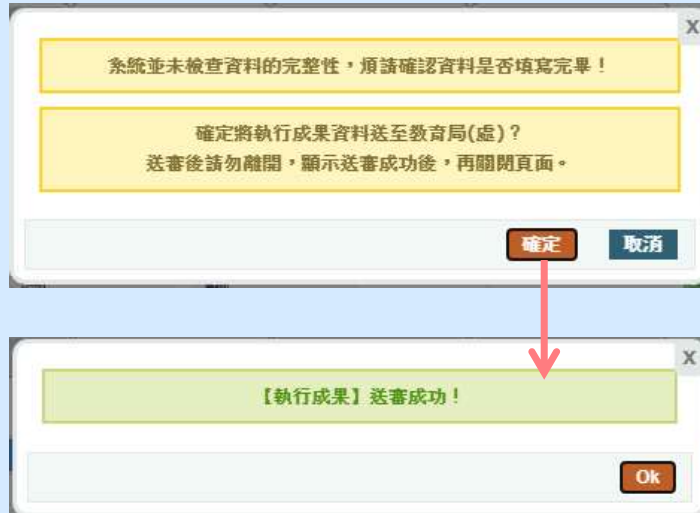 X
系統並未檢查資料的完整性，煩請確認資料是否填寫完畢！
確定將執行成果資料送至教育局(處)？
送審後請勿離開，顯示送審成功後，再關閉頁面。
確定 取消
X
【執行成果】送審成功！
Ok